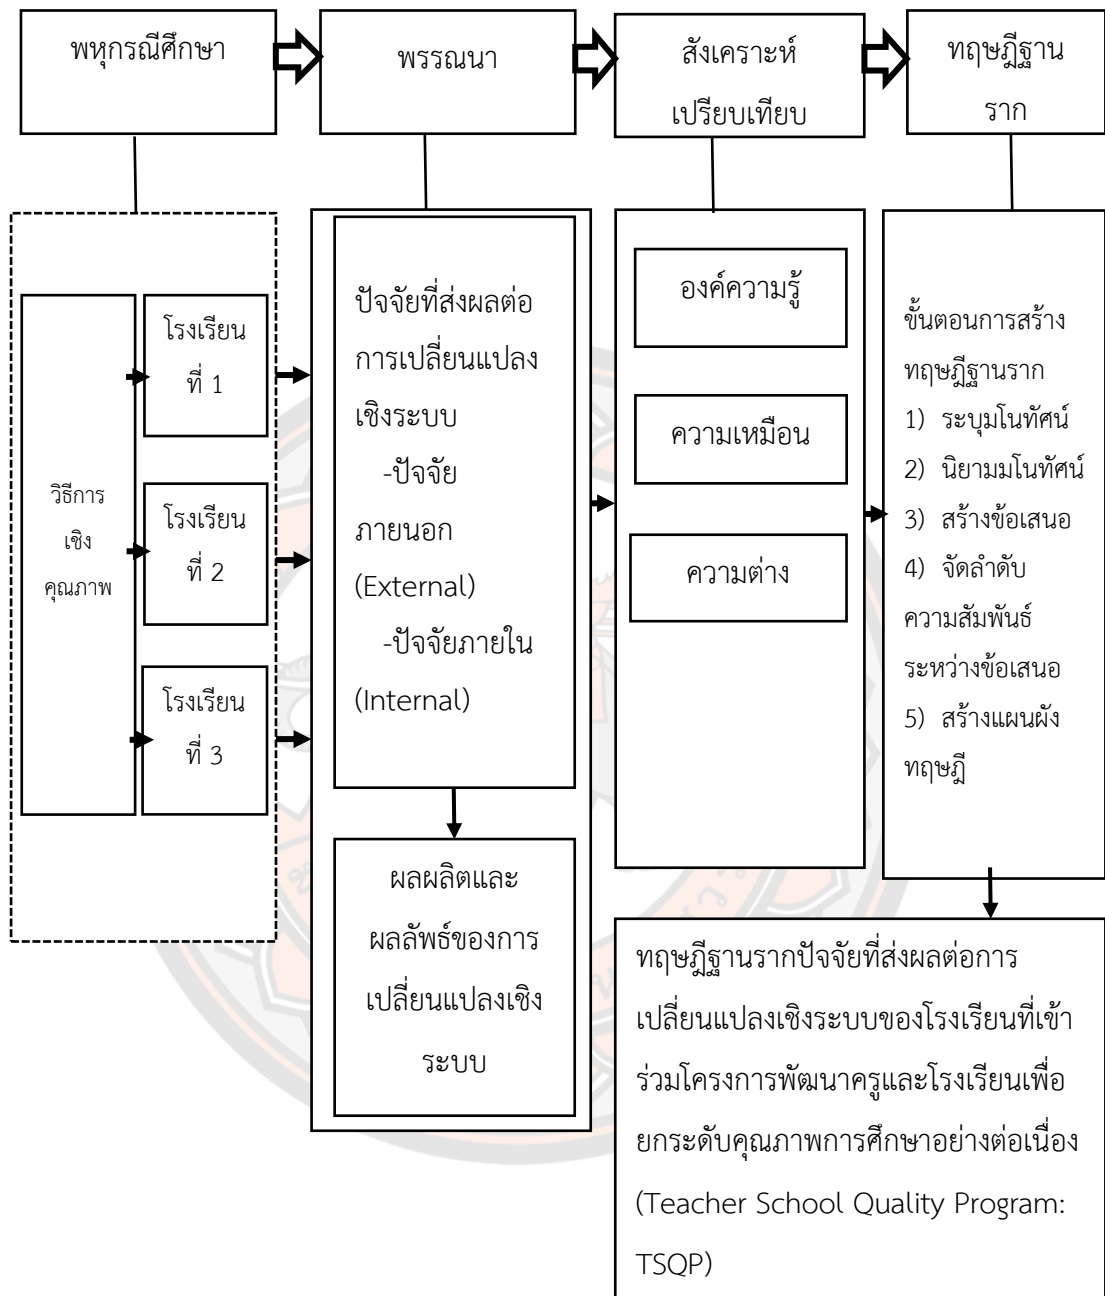 พหุกรณีศึกษา
พรรณนา
สังเคราะห์
เปรียบเทียบ
ทฤษฎีฐาน
ราก
วิธีการ
เชิง
คุณภาพ
โรงเรียน
ที่ 1
โรงเรียน
ที่ 2
โรงเรียน
ที่ 3
ปัจจัยที่ส่งผลต่อ
การเปลี่ยนแปลง
เชิงระบบ
-ปัจจัย
ภายนอก
(External)
-ปัจจัยภายใน
(Internal)
ผลผลิตและ
ผลลัพธ์ของการ
เปลี่ยนแปลงเชิง
ระบบ
องค์ความรู้
ความเหมือน
ความต่าง
ขั้นตอนการสร้าง
ทฤษฎีฐานราก
1) ระบุมโนทัศน์
2) นิยามมโนทัศน์
3) สร้างข้อเสนอ
4) จัดลำดับ
ความสัมพันธ์
ระหว่างข้อเสนอ
5) สร้างแผนผัง
ทฤษฎี
ทฤษฎีฐานรากปัจจัยที่ส่งผลต่อการ
เปลี่ยนแปลงเชิงระบบของโรงเรียนที่เข้า
ร่วมโครงการพัฒนาครูและโรงเรียนเพื่อ
ยกระดับคุณภาพการศึกษาอย่างต่อเนื่อง
(Teacher School Quality Program:
TSQP)